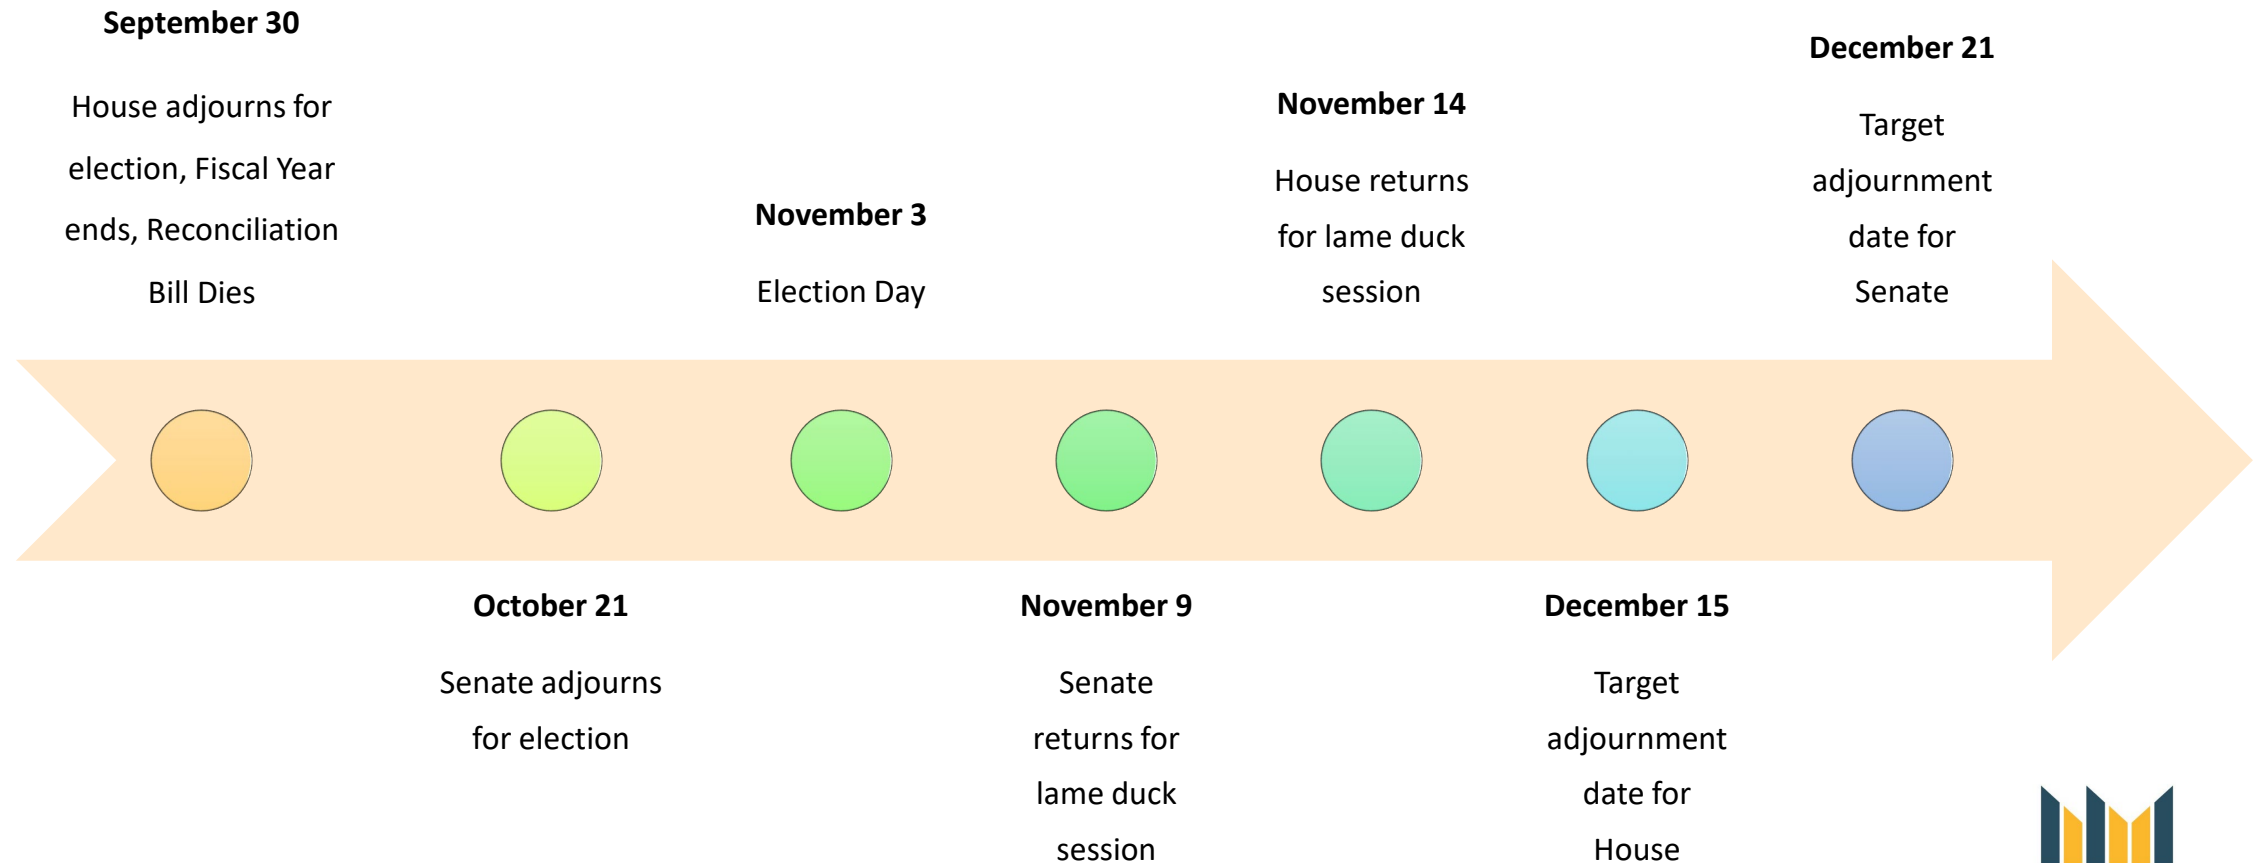 September 30
House adjourns for
election, Fiscal Year
ends, Reconciliation
Bill Dies
October 21
Senate adjourns
for election
November 3
Election Day
November 9
Senate
returns for
lame duck
session
November 14
House returns
for lame duck
session
December 15
Target
adjournment
date for
House
December 21
Target
adjournment
date for
Senate